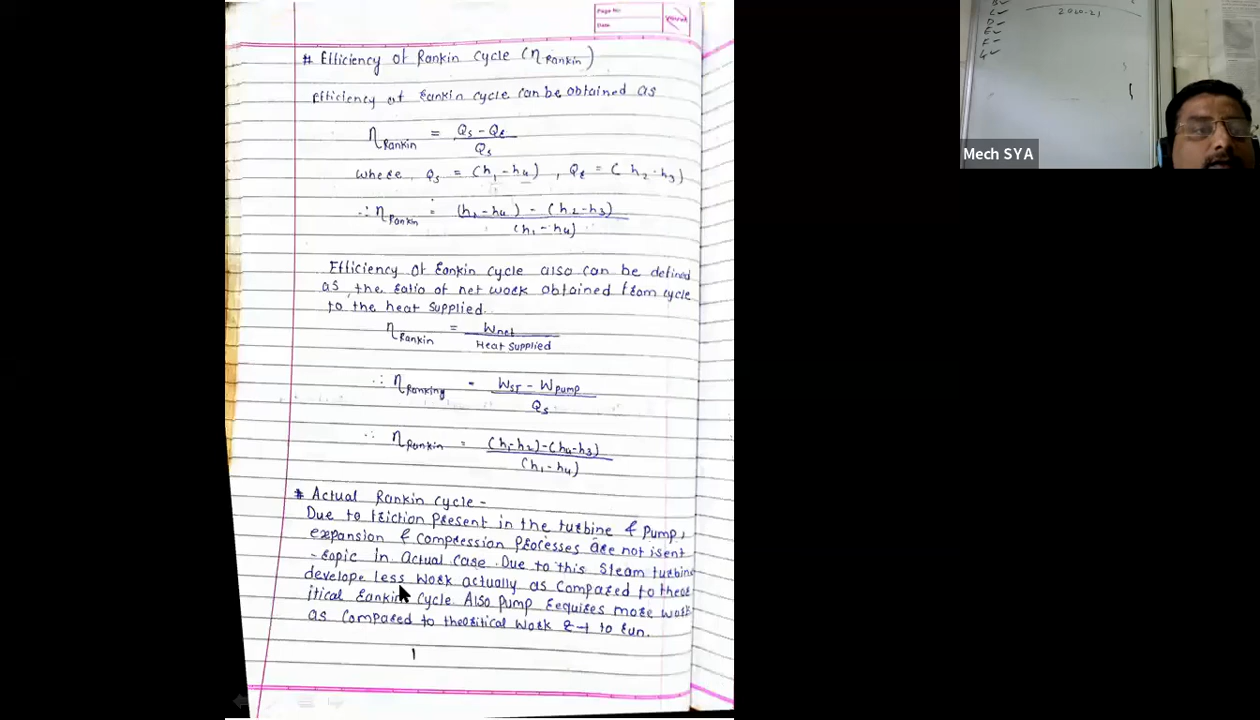 Page No:
Date
# Efficiency of Rankin Cycle (η Rankin)
Efficiency of Rankin cycle can be obtained as
η Rankin = Qs - QR / Qs
where, Qs = (h1 - h4) , QR = (h2 - h3)
∴ η Rankin = (h1 - h4) - (h2 - h3) / (h1 - h4)
Efficiency of Rankin cycle also can be defined
as, the ratio of net work obtained from cycle
to the heat supplied.
η Rankin = Wnet / Heat supplied
∴ η Ranking = WST - Wpump / Qs
∴ η Rankin = (h1 - h2) - (h4 - h3) / (h1 - h4)
* Actual Rankin cycle -
Due to friction present in the turbine & pump,
expansion & compression processes are not isent
- ropic in actual case. Due to this steam turbine
develope less work actually as compared to theor
itical Rankin cycle. Also pump requires more work
as compared to theoritical work to run.
1
2020-21
C ✓
D ✓
E ✓
F ✓
G ✓
Mech SYA